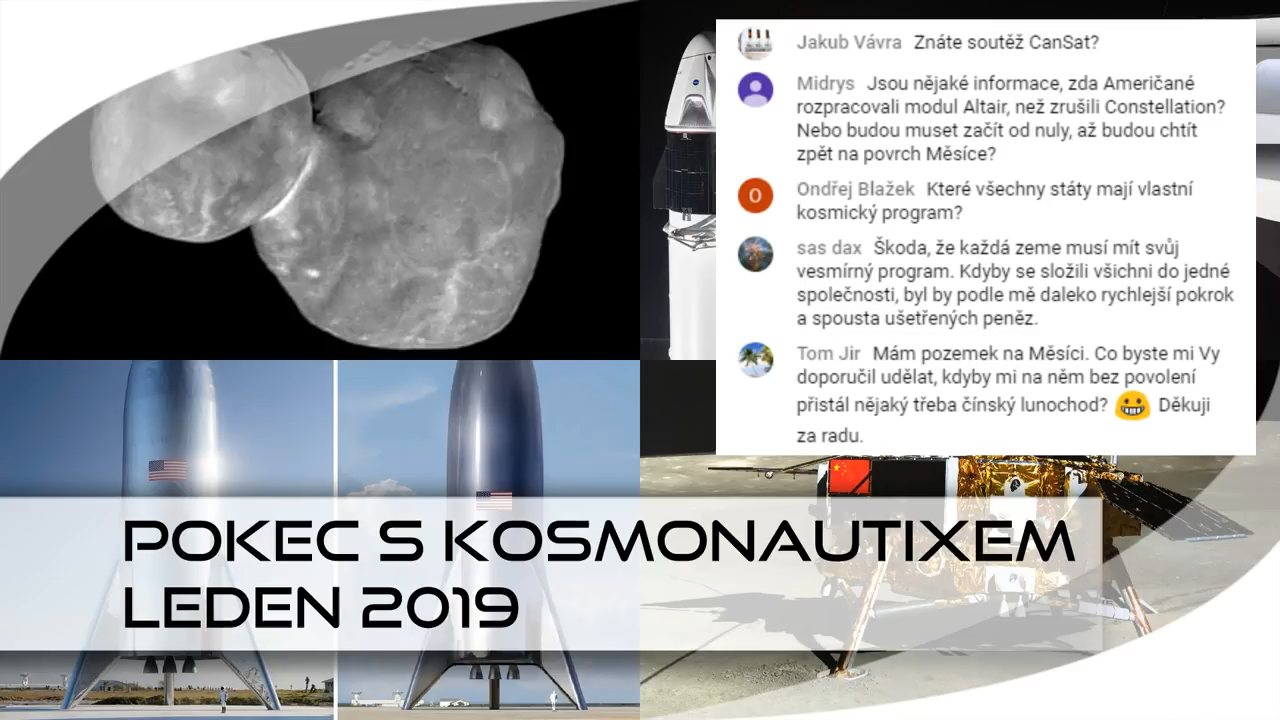 Jakub Vávra Znáte soutěž CanSat?
Midrys Jsou nějaké informace, zda Američané
rozpracovali modul Altair, než zrušili Constellation?
Nebo budou muset začít od nuly, až budou chtít
zpět na povrch Měsíce?
O
Ondřej Blažek Které všechny státy mají vlastní
kosmický program?
sas dax Škoda, že každá zeme musí mít svůj
vesmírný program. Kdyby se složili všichni do jedné
společnosti, byl by podle mě daleko rychlejší pokrok
a spousta ušetřených peněz.
Tom Jir Mám pozemek na Měsíci. Co byste mi Vy
doporučil udělat, kdyby mi na něm bez povolení
přistál nějaký třeba čínský lunochod? 😀 Děkuji
za radu.
POKEC S KOSMONAUTIXEM
LEDEN 2019